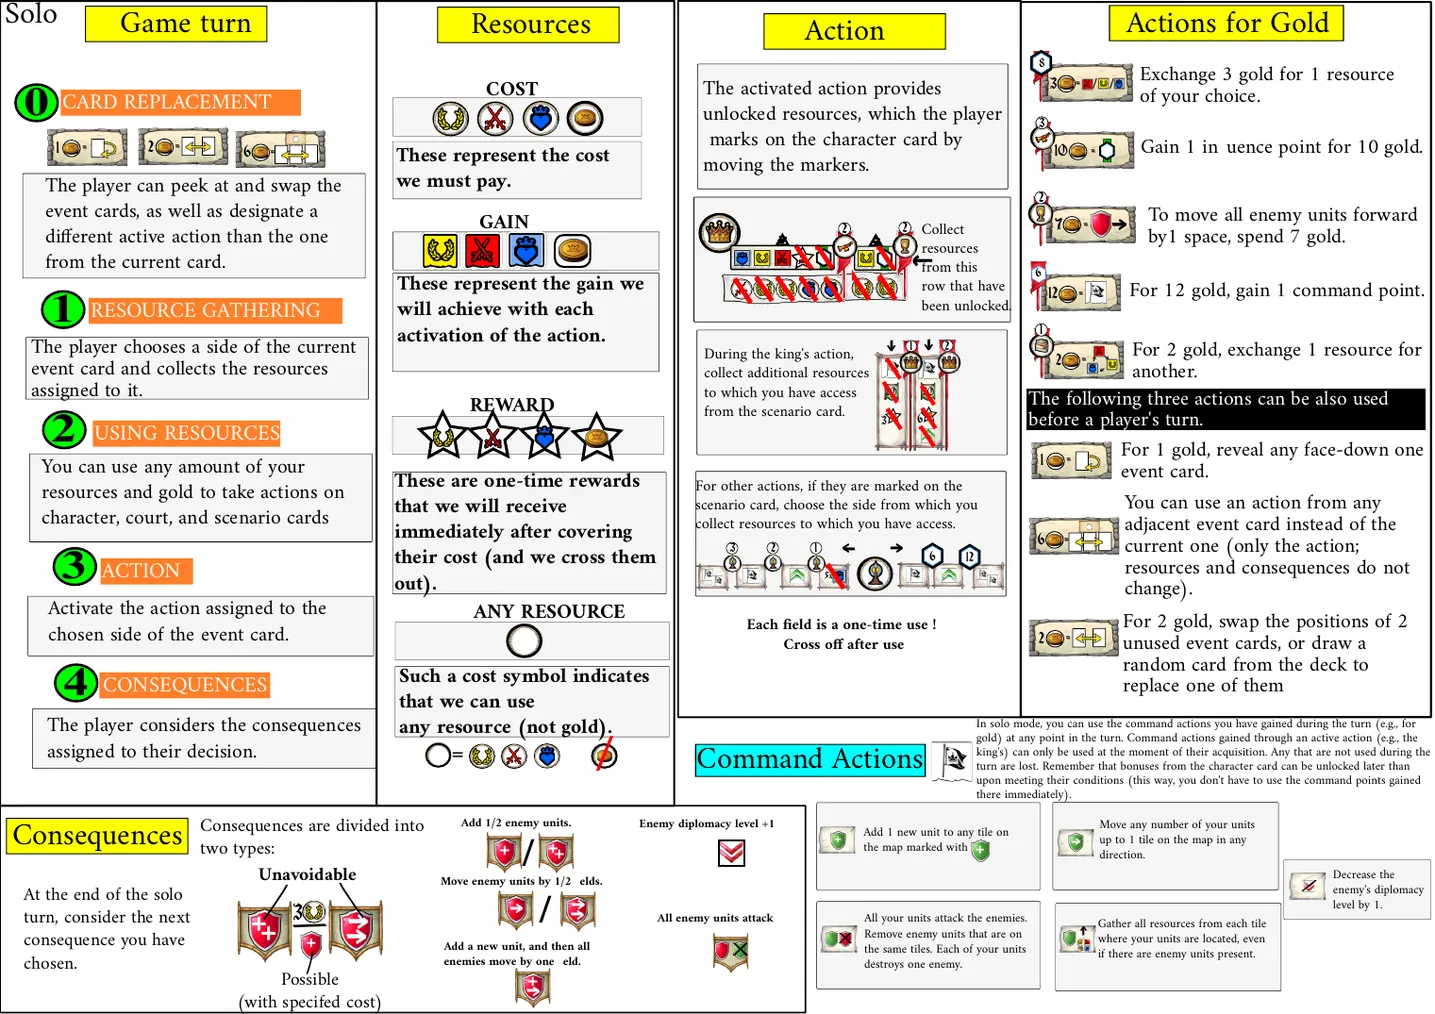 Solo
Game turn
0 CARD REPLACEMENT
1 =
2 =
6 =
The player can peek at and swap the
event cards, as well as designate a
different active action than the one
from the current card.
1 RESOURCE GATHERING
The player chooses a side of the current
event card and collects the resources
assigned to it.
2 USING RESOURCES
You can use any amount of your
resources and gold to take actions on
character, court, and scenario cards
3 ACTION
Activate the action assigned to the
chosen side of the event card.
4 CONSEQUENCES
The player considers the consequences
assigned to their decision.
Resources
COST
These represent the cost
we must pay.
GAIN
These represent the gain we
will achieve with each
activation of the action.
REWARD
These are one-time rewards
that we will receive
immediately after covering
their cost (and we cross them
out).
ANY RESOURCE
Such a cost symbol indicates
that we can use
any resource (not gold).
=
Action
The activated action provides
unlocked resources, which the player
marks on the character card by
moving the markers.
2 2
Collect
resources
from this
row that have
been unlocked.
During the king's action,
collect additional resources
to which you have access
from the scenario card.
1 2
3 6
For other actions, if they are marked on the
scenario card, choose the side from which you
collect resources to which you have access.
3 2 1 6 12
Each field is a one-time use !
Cross off after use
Actions for Gold
8
3 = / /
Exchange 3 gold for 1 resource
of your choice.
3
10 =
Gain 1 in uence point for 10 gold.
2
7 =
To move all enemy units forward
by1 space, spend 7 gold.
6
12 =
For 12 gold, gain 1 command point.
1
2 =
For 2 gold, exchange 1 resource for
another.
The following three actions can be also used
before a player's turn.
1 =
For 1 gold, reveal any face-down one
event card.
6 =
You can use an action from any
adjacent event card instead of the
current one (only the action;
resources and consequences do not
change).
2 =
For 2 gold, swap the positions of 2
unused event cards, or draw a
random card from the deck to
replace one of them
Command Actions
In solo mode, you can use the command actions you have gained during the turn (e.g., for
gold) at any point in the turn. Command actions gained through an active action (e.g., the
king's) can only be used at the moment of their acquisition. Any that are not used during the
turn are lost. Remember that bonuses from the character card can be unlocked later than
upon meeting their conditions (this way, you don't have to use the command points gained
there immediately).
Add 1 new unit to any tile on
the map marked with
Move any number of your units
up to 1 tile on the map in any
direction.
Decrease the
enemy's diplomacy
level by 1.
All your units attack the enemies.
Remove enemy units that are on
the same tiles. Each of your units
destroys one enemy.
Gather all resources from each tile
where your units are located, even
if there are enemy units present.
Consequences
Consequences are divided into
two types:
At the end of the solo
turn, consider the next
consequence you have
chosen.
Unavoidable
3
Possible
(with specifed cost)
Add 1/2 enemy units.
/
Move enemy units by 1/2 elds.
/
Add a new unit, and then all
enemies move by one eld.
Enemy diplomacy level +1
All enemy units attack